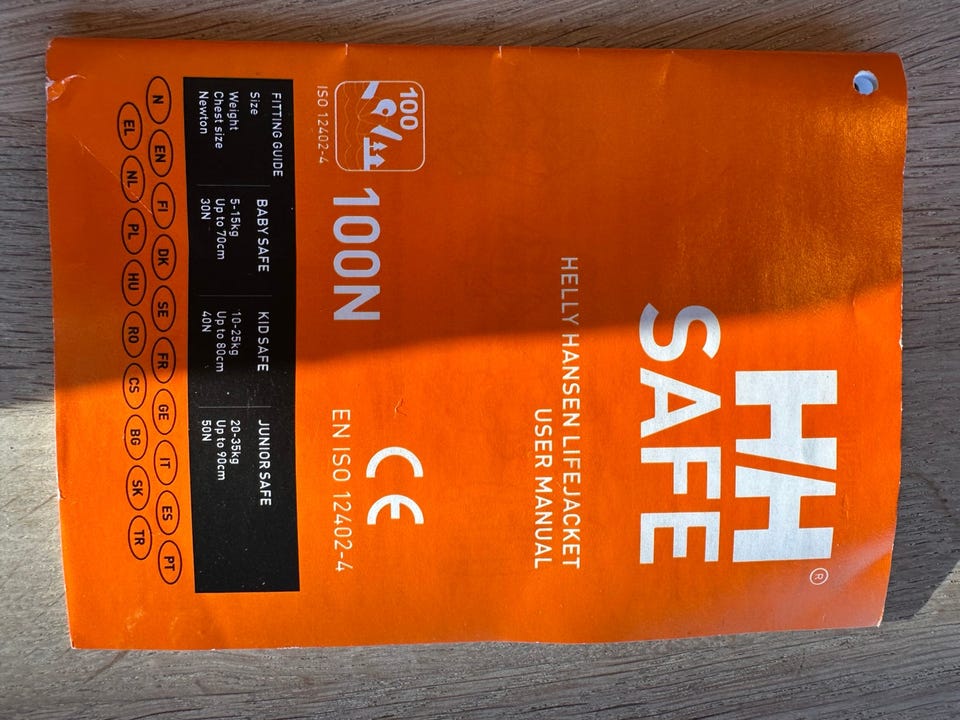 H/H®
SAFE
HELLY HANSEN LIFEJACKET
USER MANUAL
100
ISO 12402-4
100N
CE
EN ISO 12402-4
FITTING GUIDE
Size BABY SAFE KID SAFE JUNIOR SAFE
Weight 5-15kg 10-25kg 20-35kg
Chest size Up to 70cm Up to 80cm Up to 90cm
Newton 30N 40N 50N
N EN FI DK SE FR GE IT ES PT
EL NL PL HU RO CS BG SK TR